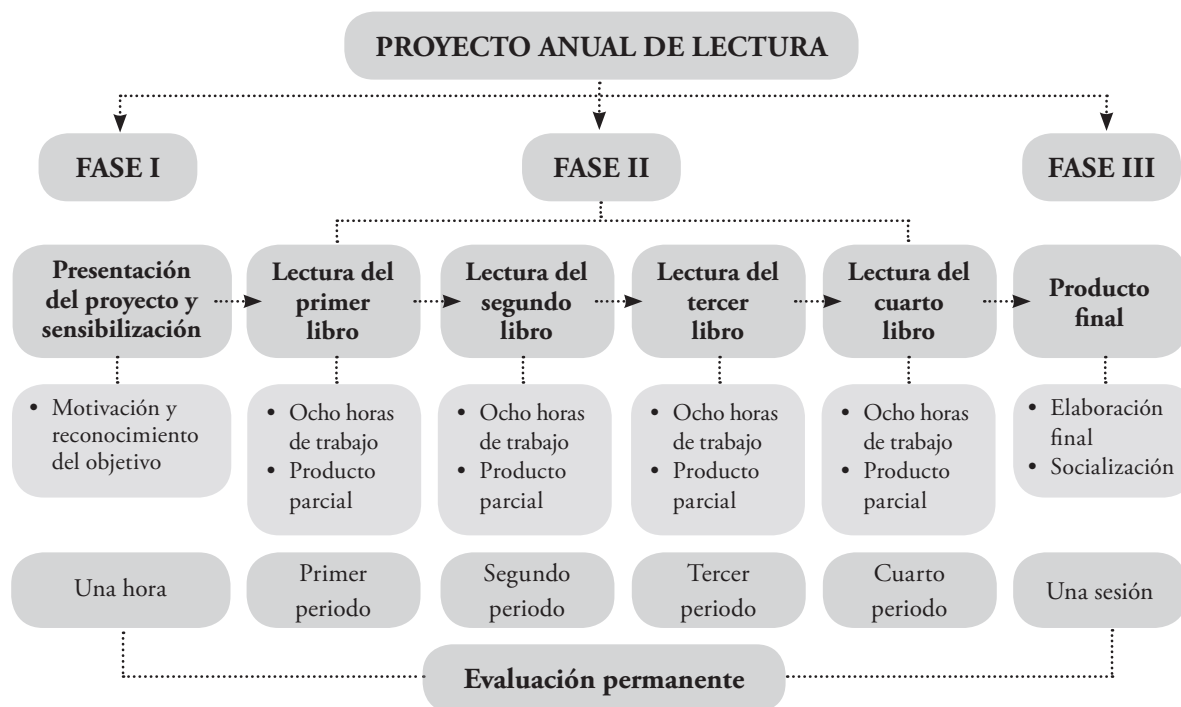 PROYECTO ANUAL DE LECTURA
FASE I
FASE II
FASE III
Presentación
del proyecto y
sensibilización
Lectura del
primer
libro
Lectura del
segundo
libro
Lectura del
tercer
libro
Lectura del
cuarto
libro
Producto
final
• Motivación y
reconocimiento
del objetivo
• Ocho horas
de trabajo
• Producto
parcial
• Ocho horas
de trabajo
• Producto
parcial
• Ocho horas
de trabajo
• Producto
parcial
• Ocho horas
de trabajo
• Producto
parcial
• Elaboración
final
• Socialización
Una hora
Primer
periodo
Segundo
periodo
Tercer
periodo
Cuarto
periodo
Una sesión
Evaluación permanente